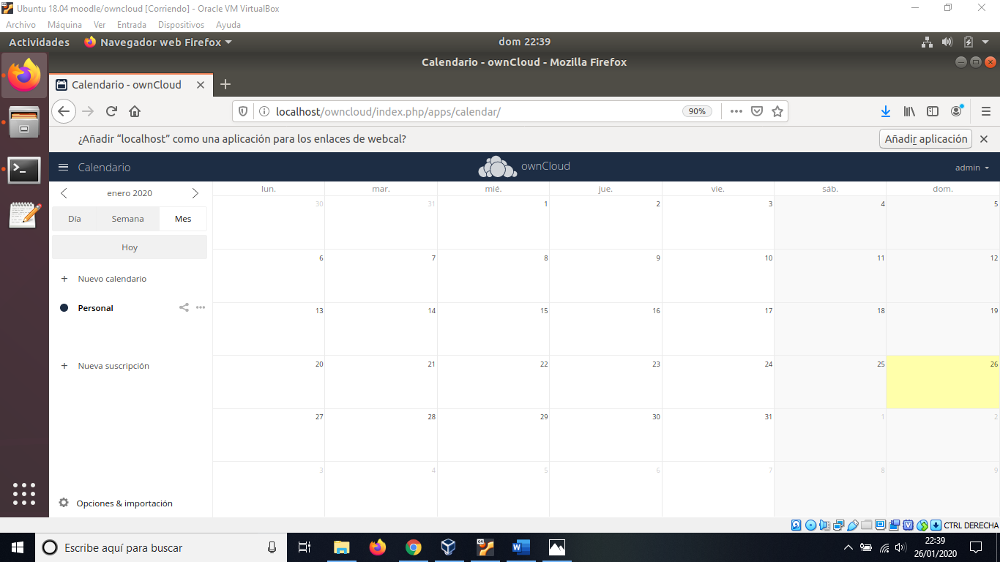 Ubuntu 18.04 moodle/owncloud [Corriendo] - Oracle VM VirtualBox
Archivo Máquina Ver Entrada Dispositivos Ayuda
Actividades Navegador web Firefox dom 22:39
Calendario - ownCloud - Mozilla Firefox
Calendario - ownCloud
localhost/owncloud/index.php/apps/calendar/ 90%
¿Añadir “localhost” como una aplicación para los enlaces de webcal? Añadir aplicación
Calendario ownCloud admin
enero 2020
Día Semana Mes
Hoy
+ Nuevo calendario
Personal
+ Nueva suscripción
Opciones & importación
lun. mar. mié. jue. vie. sáb. dom.
30 31 1 2 3 4 5
6 7 8 9 10 11 12
13 14 15 16 17 18 19
20 21 22 23 24 25 26
27 28 29 30 31 1 2
3 4 5 6 7 8 9
CTRL DERECHA
Escribe aquí para buscar
22:39
26/01/2020